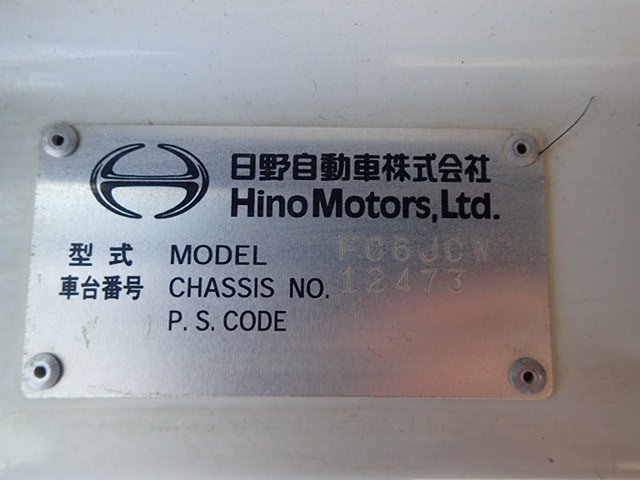 日野自動車株式会社
Hino Motors, Ltd.
型式 MODEL FC6JCW
車台番号 CHASSIS NO. 12473
P. S. CODE